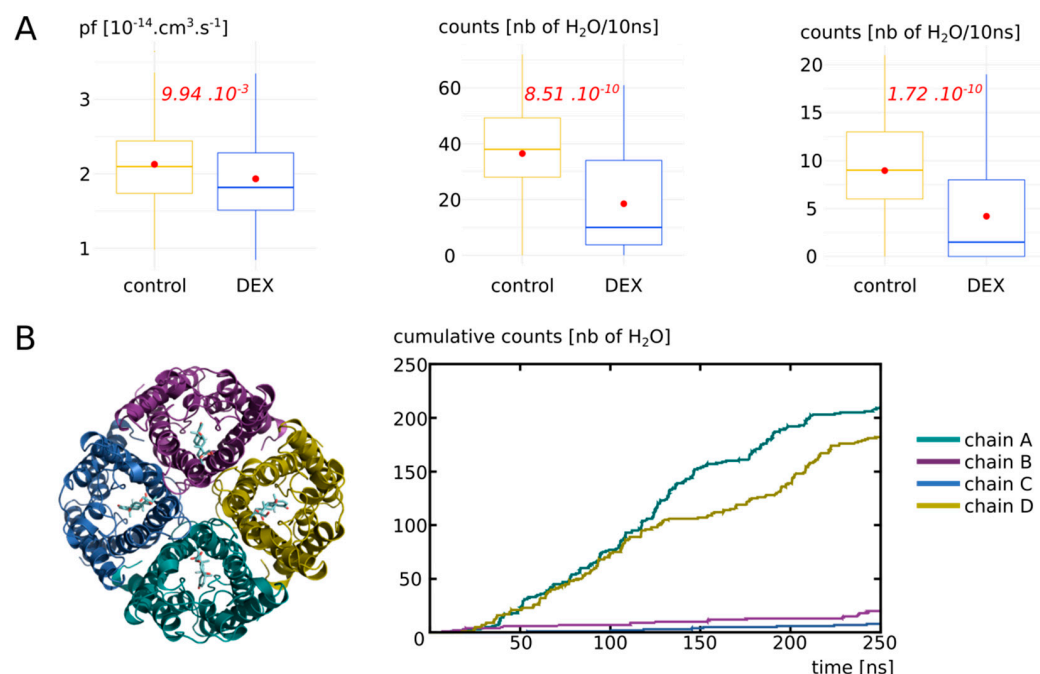 A
pf [10⁻¹⁴.cm³.s⁻¹]
3
2
1
9.94 .10⁻³
control DEX
counts [nb of H₂O/10ns]
60
40
20
0
8.51 .10⁻¹⁰
control DEX
counts [nb of H₂O/10ns]
20
15
10
5
0
1.72 .10⁻¹⁰
control DEX
B
cumulative counts [nb of H₂O]
250
200
150
100
50
0
50 100 150 200 250
time [ns]
chain A
chain B
chain C
chain D